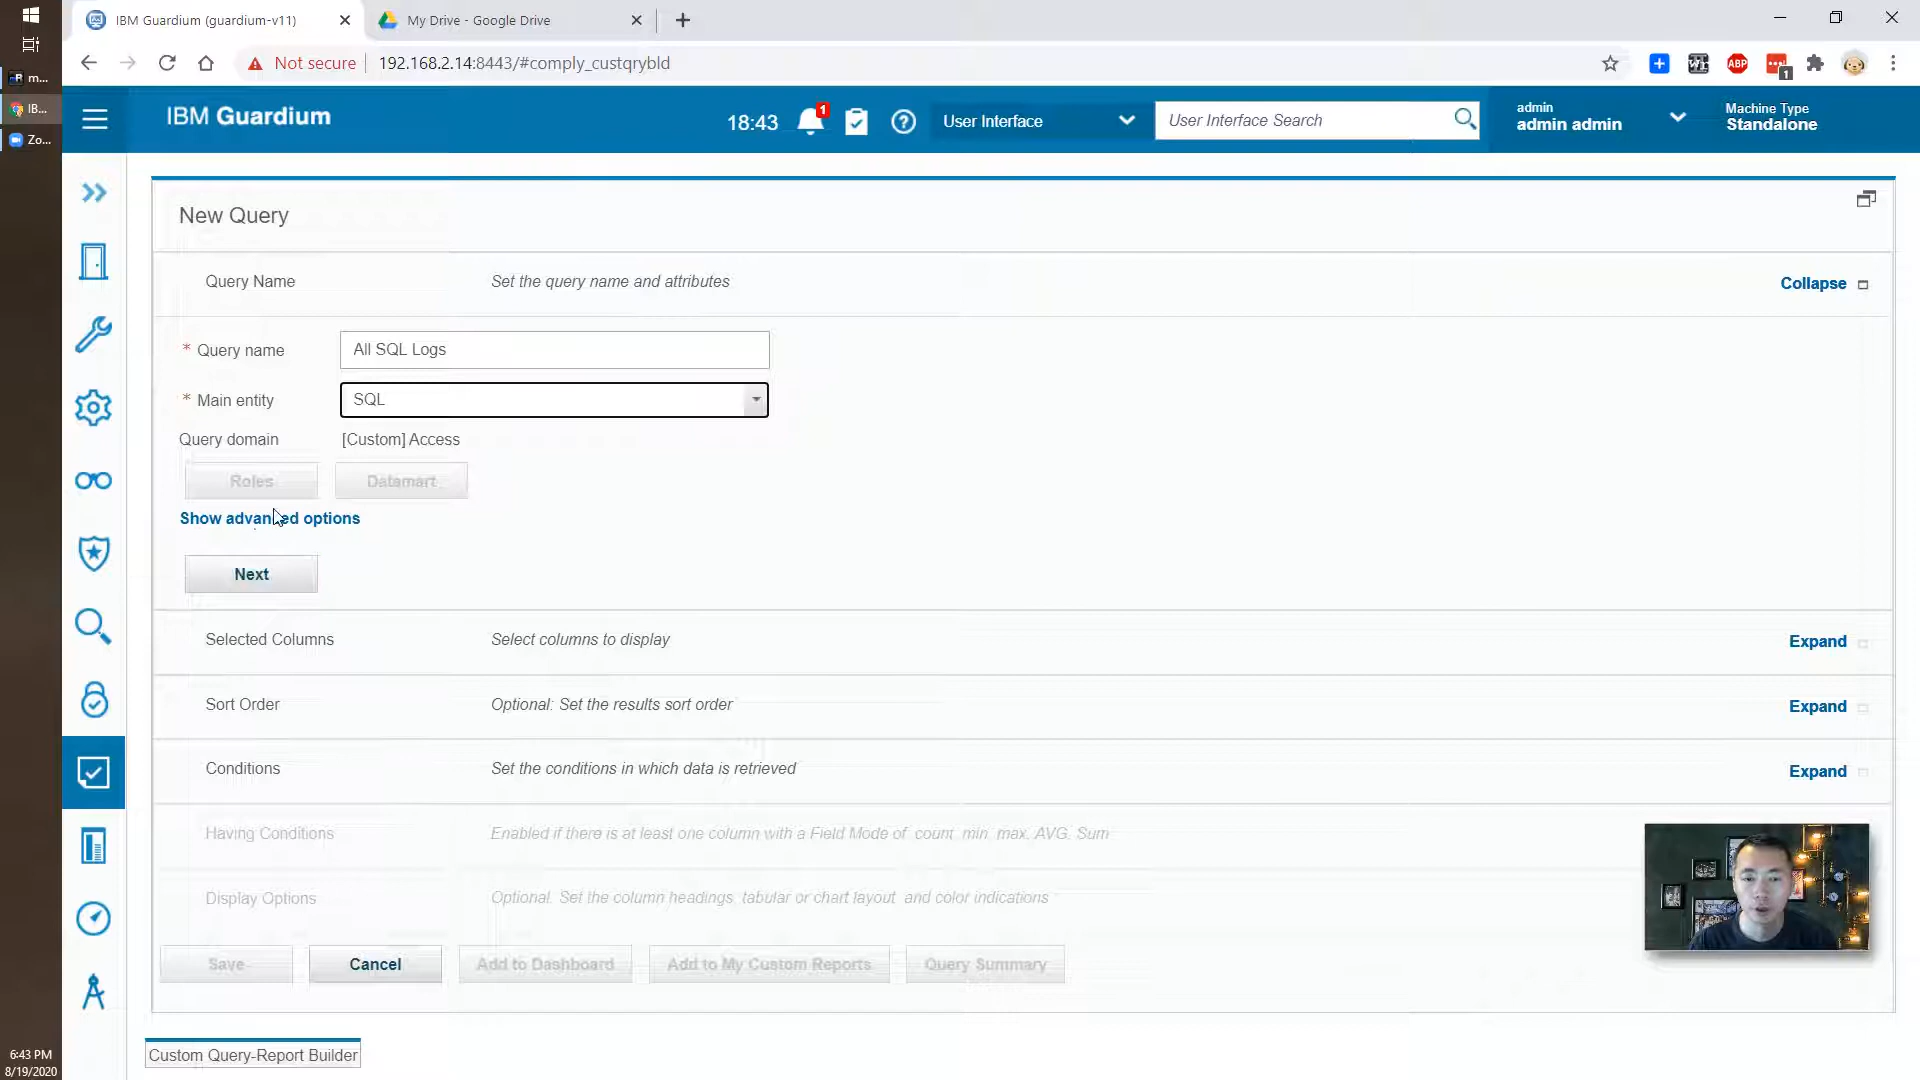 IBM Guardium (guardium-v11)
My Drive - Google Drive
Not secure
192.168.2.14:8443/#comply_custqrybld
ABP
1
m...
IB...
Zo...
IBM Guardium
18:43
1
User Interface
User Interface Search
admin
admin admin
Machine Type
Standalone
New Query
Query Name
Set the query name and attributes
Collapse
* Query name
All SQL Logs
* Main entity
SQL
Query domain
[Custom] Access
Roles
Datamart
Show advanced options
Next
Selected Columns
Select columns to display
Expand
Sort Order
Optional: Set the results sort order
Expand
Conditions
Set the conditions in which data is retrieved
Expand
Having Conditions
Enabled if there is at least one column with a Field Mode of count, min, max, AVG, Sum
Display Options
Optional. Set the column headings, tabular or chart layout, and color indications
Save
Cancel
Add to Dashboard
Add to My Custom Reports
Query Summary
Custom Query-Report Builder
6:43 PM
8/19/2020